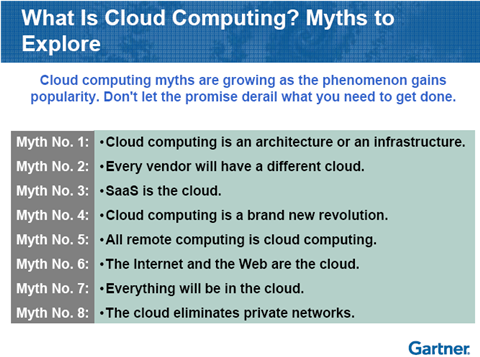 What Is Cloud Computing? Myths to
Explore
Cloud computing myths are growing as the phenomenon gains
popularity. Don't let the promise derail what you need to get done.
Myth No. 1: •Cloud computing is an architecture or an infrastructure.
Myth No. 2: •Every vendor will have a different cloud.
Myth No. 3: •SaaS is the cloud.
Myth No. 4: •Cloud computing is a brand new revolution.
Myth No. 5: •All remote computing is cloud computing.
Myth No. 6: •The Internet and the Web are the cloud.
Myth No. 7: •Everything will be in the cloud.
Myth No. 8: •The cloud eliminates private networks.
Gartner